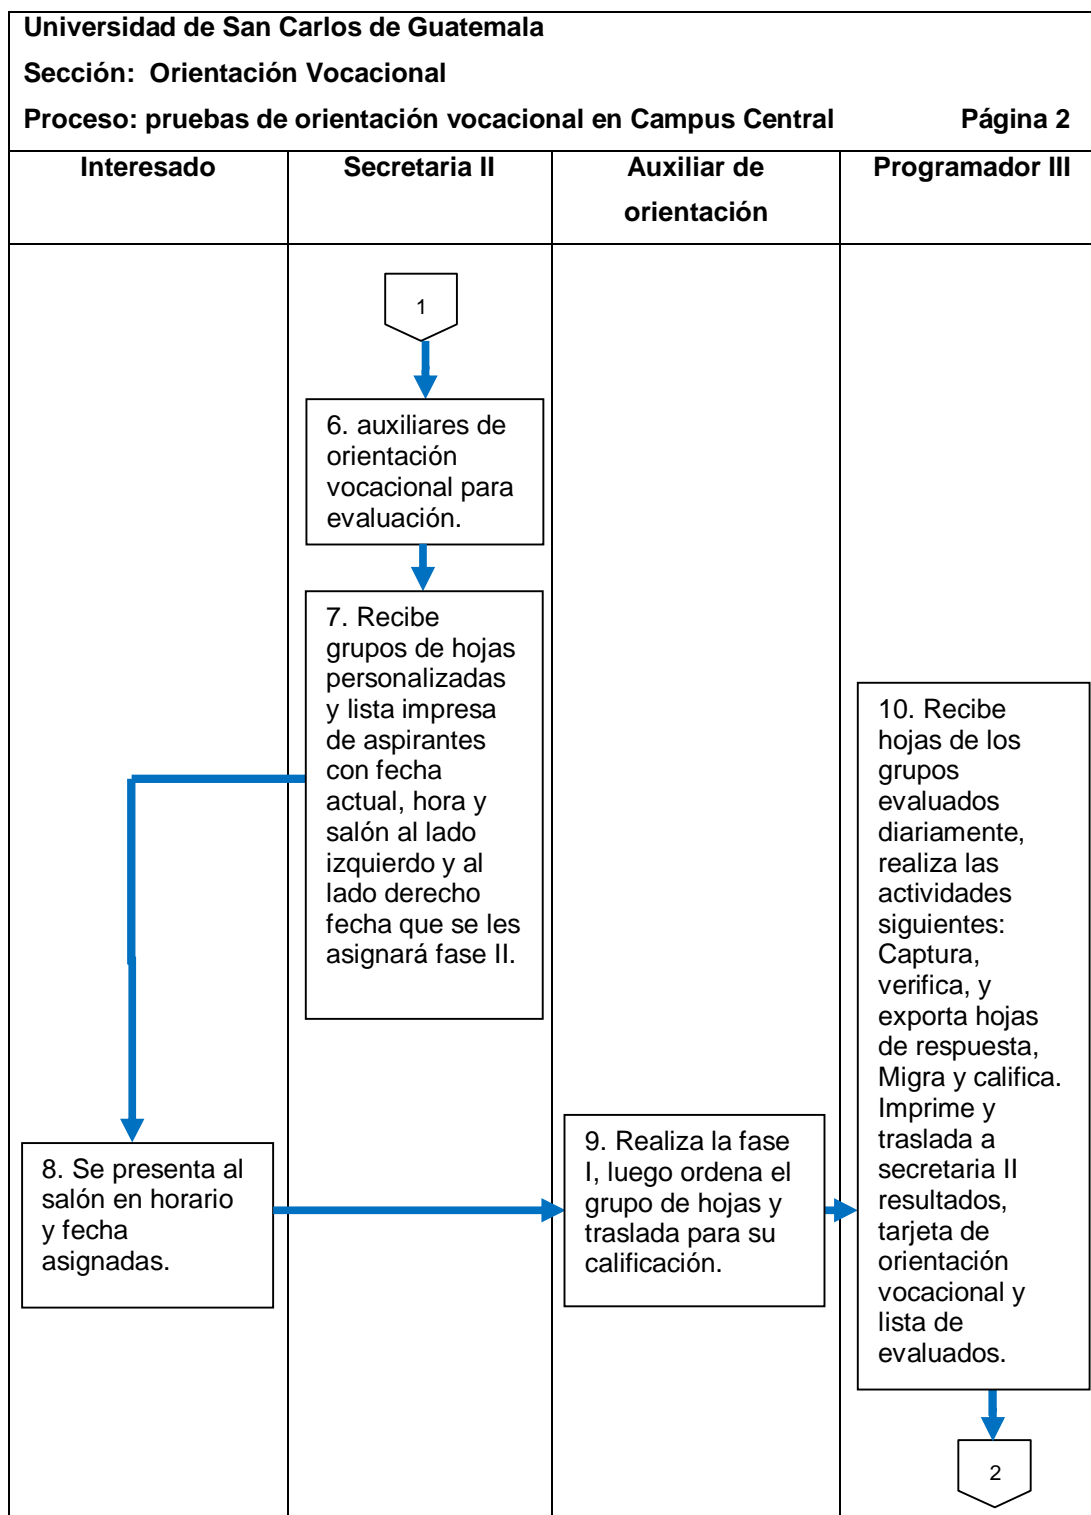 Universidad de San Carlos de Guatemala
Sección:  Orientación Vocacional
Proceso: pruebas de orientación vocacional en Campus Central Página 2
Interesado
Secretaria II
Auxiliar de
orientación
Programador III
1
6. auxiliares de
orientación
vocacional para
evaluación.
7. Recibe
grupos de hojas
personalizadas
y lista impresa
de aspirantes
con fecha
actual, hora y
salón al lado
izquierdo y al
lado derecho
fecha que se les
asignará fase II.
8. Se presenta al
salón en horario
y fecha
asignadas.
9. Realiza la fase
I, luego ordena el
grupo de hojas y
traslada para su
calificación.
10. Recibe
hojas de los
grupos
evaluados
diariamente,
realiza las
actividades
siguientes:
Captura,
verifica, y
exporta hojas
de respuesta,
Migra y califica.
Imprime y
traslada a
secretaria II
resultados,
tarjeta de
orientación
vocacional y
lista de
evaluados.
2